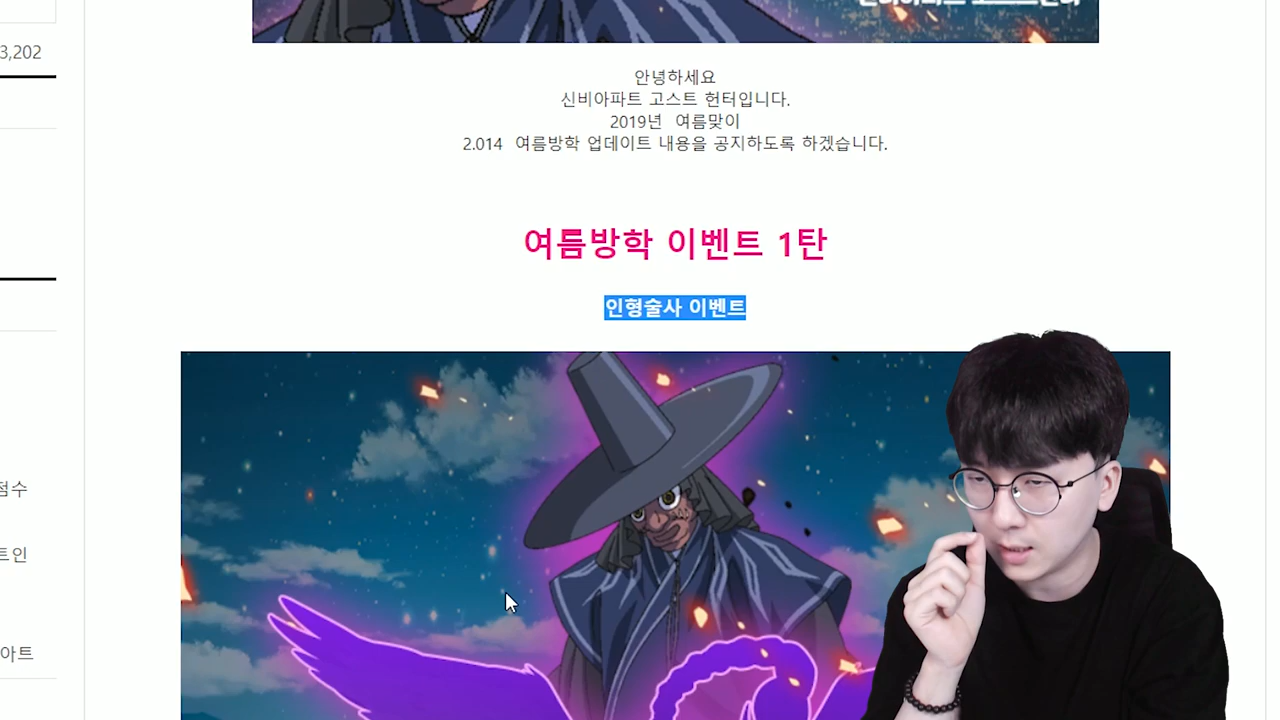 3,202
안녕하세요
신비아파트 고스트 헌터입니다.
2019년 여름맞이
2.014 여름방학 업데이트 내용을 공지하도록 하겠습니다.
여름방학 이벤트 1탄
인형술사 이벤트
점수
트인
아트